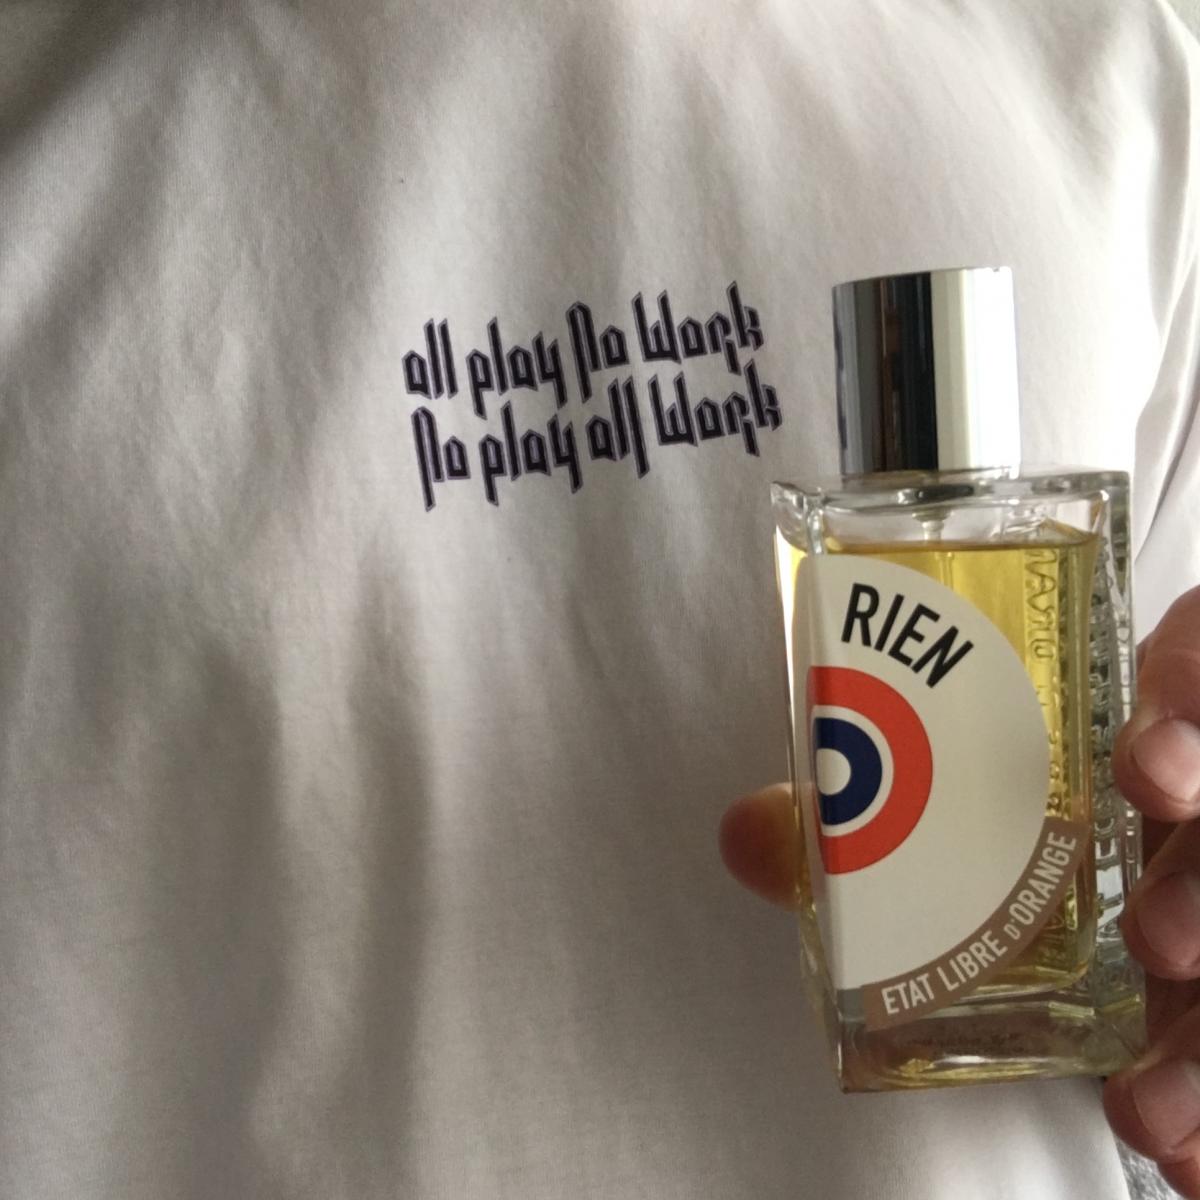 all play No Work
No play all Work
RIEN
ETAT LIBRE D'ORANGE